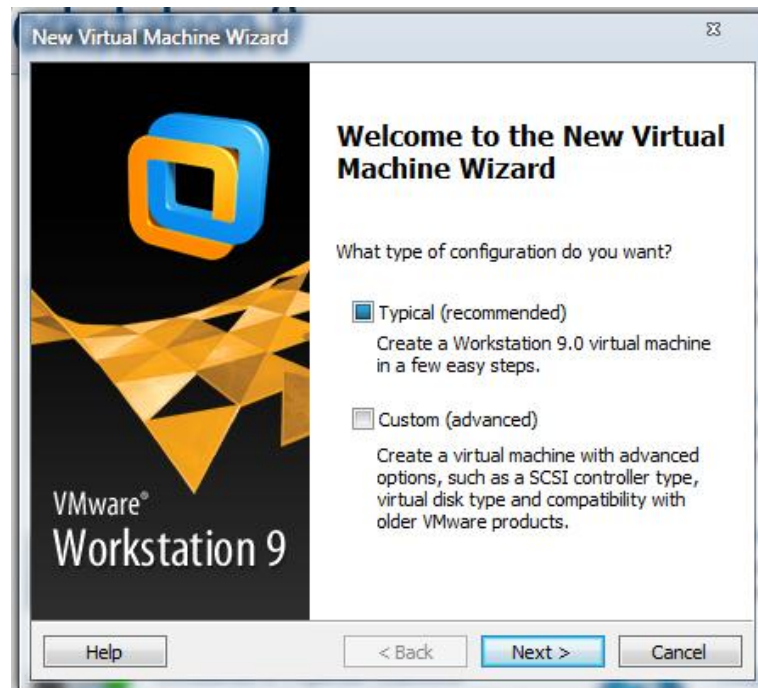 New Virtual Machine Wizard
Welcome to the New Virtual
Machine Wizard
What type of configuration do you want?
Typical (recommended)
Create a Workstation 9.0 virtual machine
in a few easy steps.
Custom (advanced)
Create a virtual machine with advanced
options, such as a SCSI controller type,
virtual disk type and compatibility with
older VMware products.
VMware®
Workstation 9
Help
< Back
Next >
Cancel